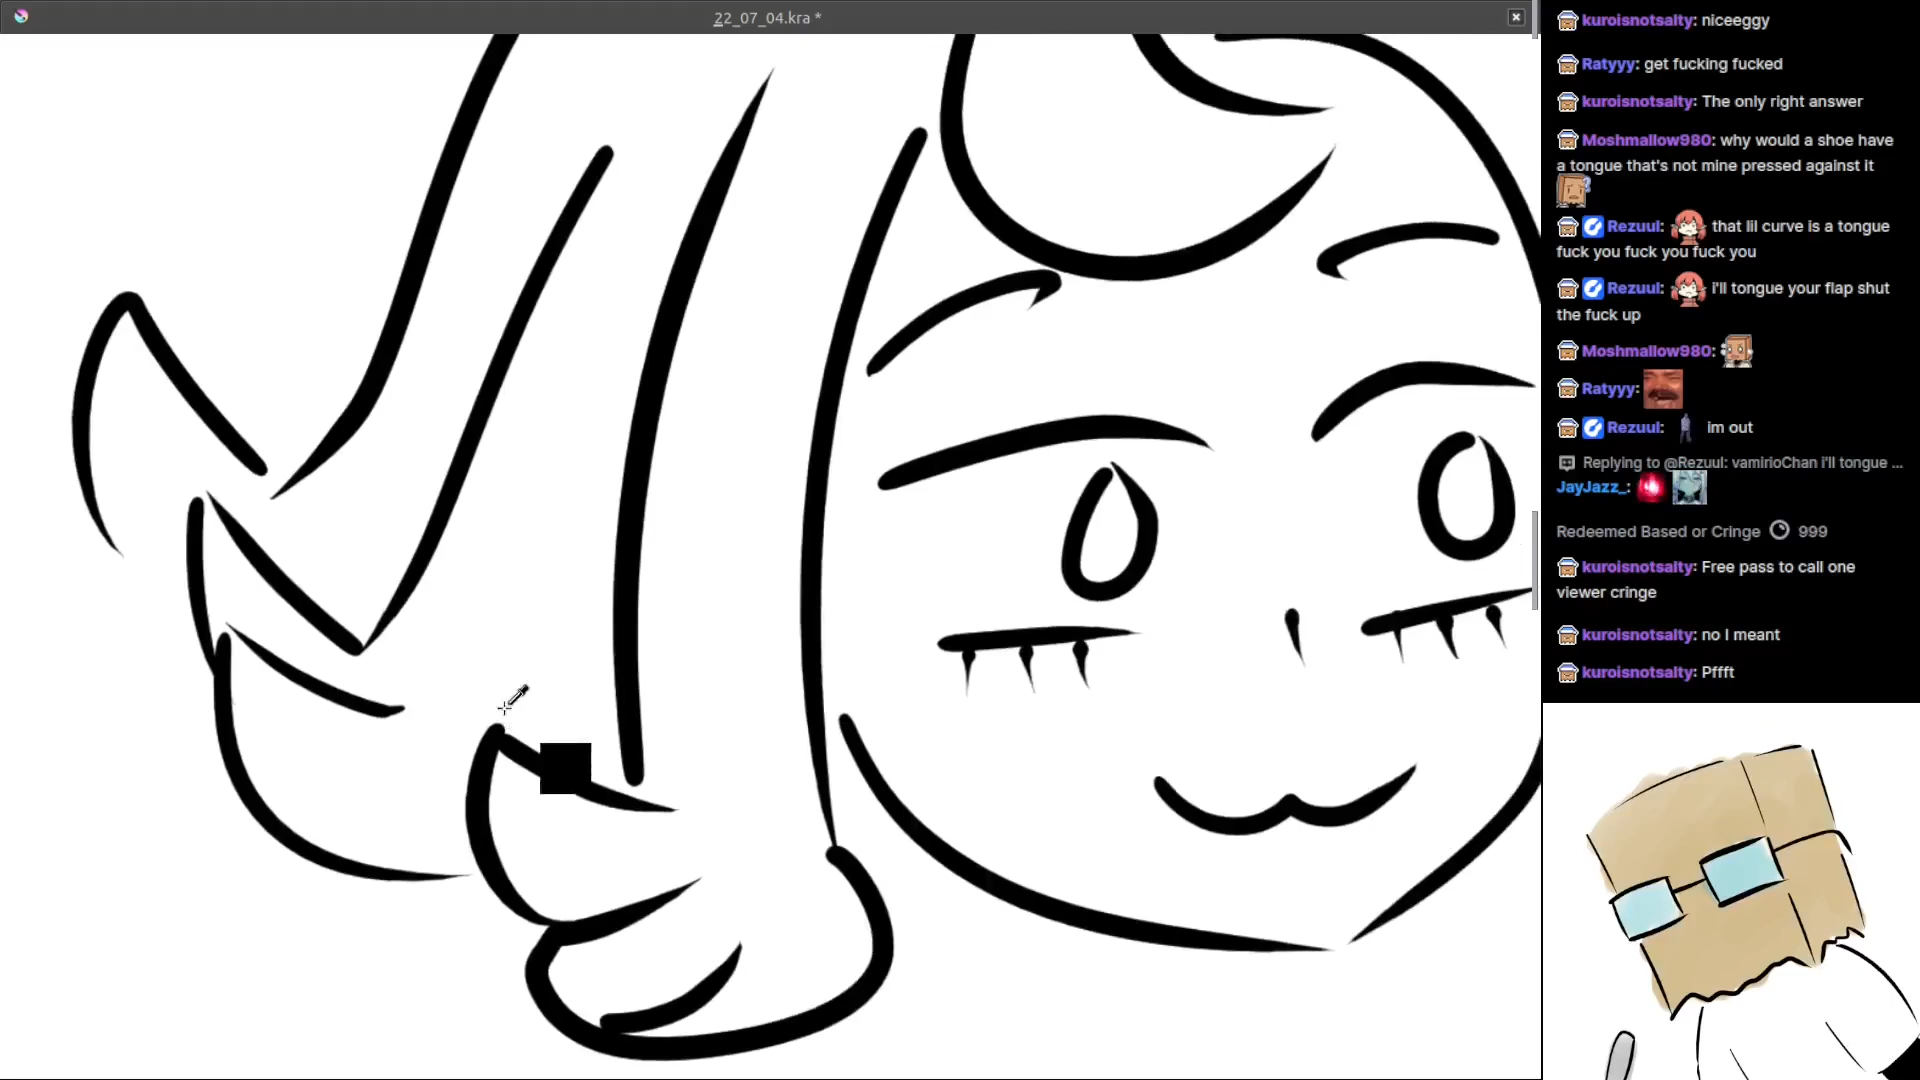 22_07_04.kra *
kuroisnotsalty: niceeggy
Ratyyy: get fucking fucked
kuroisnotsalty: The only right answer
Moshmallow980: why would a shoe have
a tongue that's not mine pressed against it
Rezuul: that lil curve is a tongue
fuck you fuck you fuck you
Rezuul: i'll tongue your flap shut
the fuck up
Moshmallow980:
Ratyyy:
Rezuul: im out
Replying to @Rezuul: vamirioChan i'll tongue ...
JayJazz_:
Redeemed Based or Cringe 999
kuroisnotsalty: Free pass to call one
viewer cringe
kuroisnotsalty: no I meant
kuroisnotsalty: Pffft